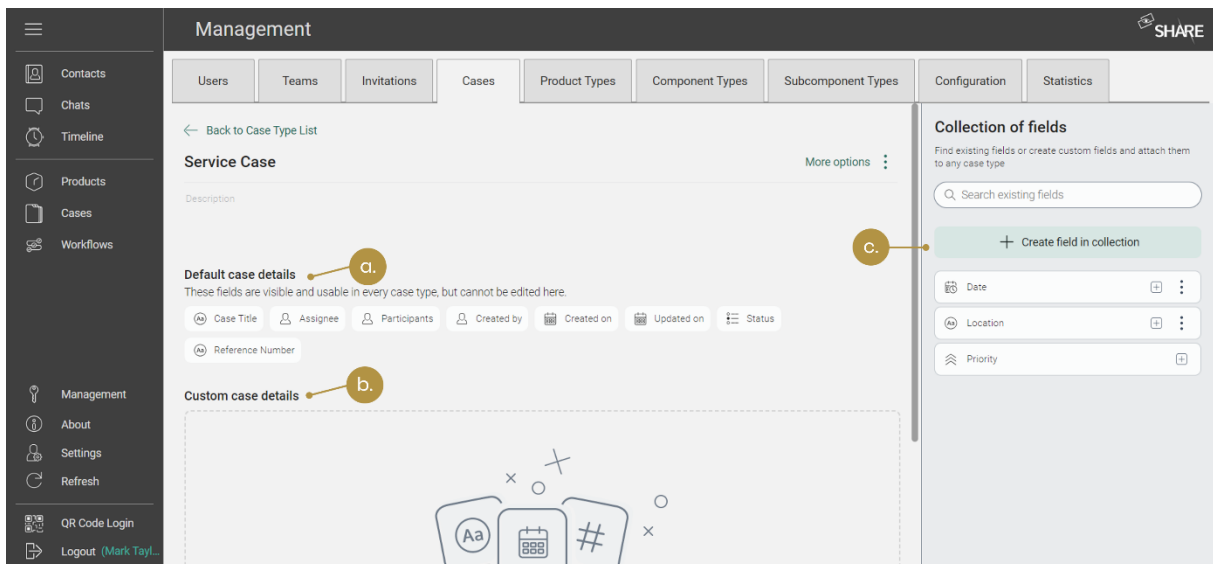 Management
SHARE
Contacts
Chats
Timeline
Products
Cases
Workflows
Management
About
Settings
Refresh
QR Code Login
Logout (Mark Tayl...
Users
Teams
Invitations
Cases
Product Types
Component Types
Subcomponent Types
Configuration
Statistics
Back to Case Type List
Service Case
More options
Description
a.
Default case details
These fields are visible and usable in every case type, but cannot be edited here.
Aa Case Title
Assignee
Participants
Created by
Created on
Updated on
Status
Aa Reference Number
b.
Custom case details
Aa
#
Collection of fields
Find existing fields or create custom fields and attach them
to any case type
Search existing fields
c.
+ Create field in collection
Date
Aa Location
Priority